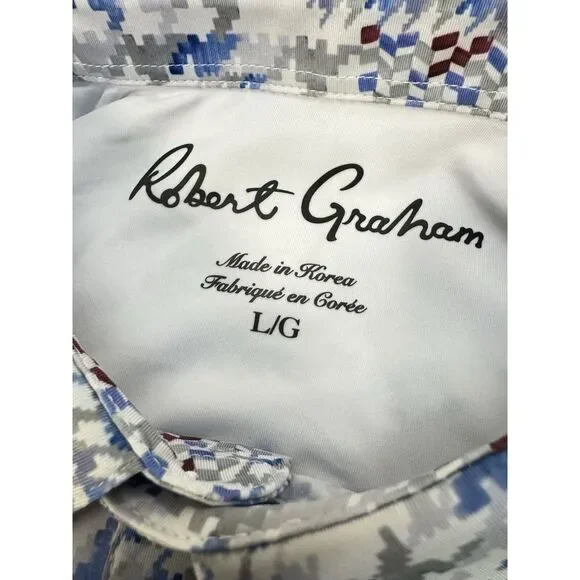 Robert Graham
Made in Korea
Fabriqué en Corée
L/G